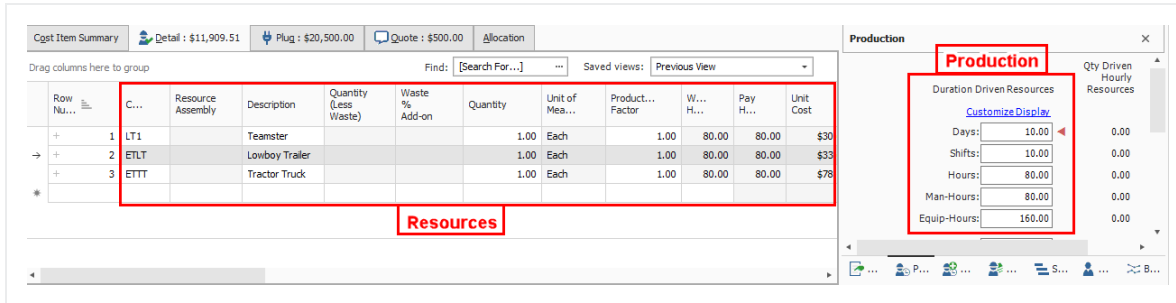 Cost Item Summary Detail : $11,909.51 Plug : $20,500.00 Quote : $500.00 Allocation
Drag columns here to group Find: [Search For...] ... Saved views: Previous View
Row Nu... C... Resource Assembly Description Quantity (Less Waste) Waste % Add-on Quantity Unit of Mea... Product... Factor W... H... Pay H... Unit Cost
1 LT1 Teamster 1.00 Each 1.00 80.00 80.00 $30
2 ETLT Lowboy Trailer 1.00 Each 1.00 80.00 80.00 $33
3 ETTT Tractor Truck 1.00 Each 1.00 80.00 80.00 $78
Resources
Production
Production
Qty Driven Hourly Resources
Duration Driven Resources
Customize Display
Days: 10.00 0.00
Shifts: 10.00 0.00
Hours: 80.00 0.00
Man-Hours: 80.00 0.00
Equip-Hours: 160.00 0.00
... P... ... ... S... ... B...